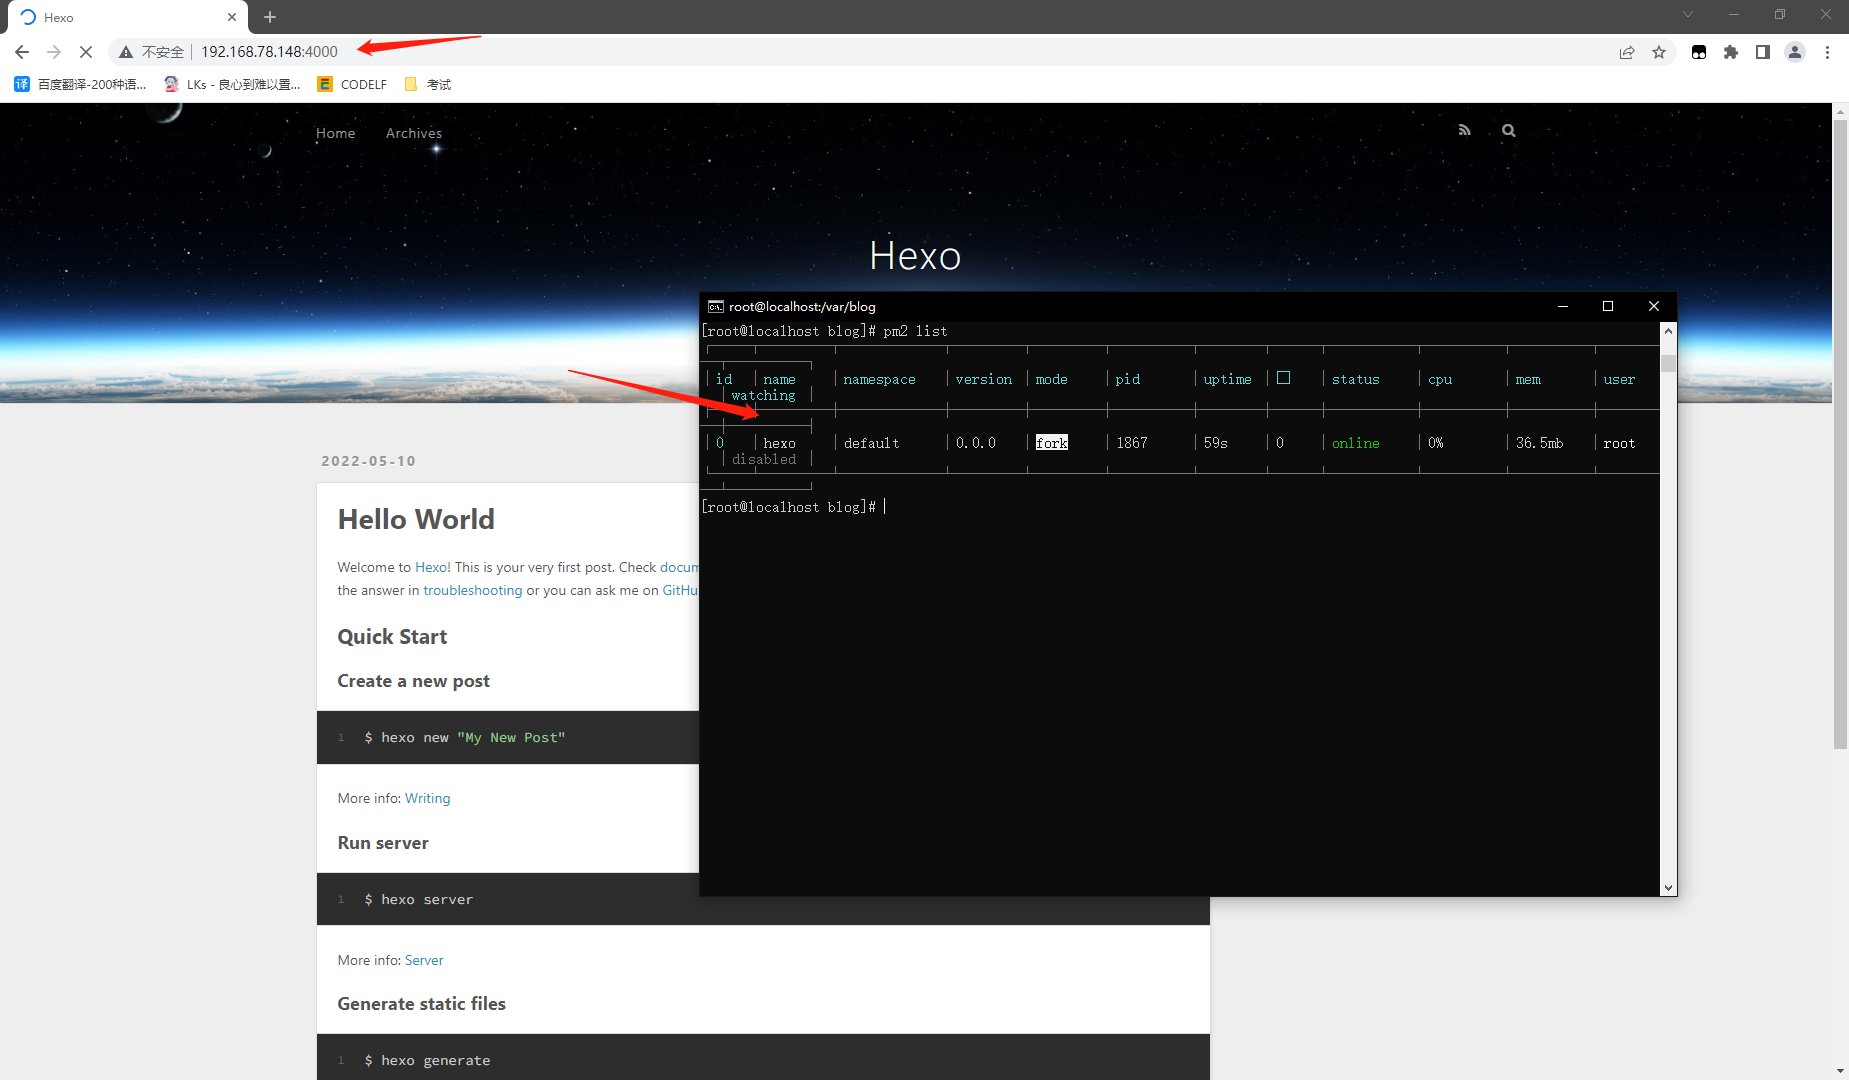 Hexo
不安全 192.168.78.148:4000
百度翻译-200种语... LKs - 良心到难以置... CODELF 考试
Home Archives
Hexo
root@localhost:/var/blog
[root@localhost blog]# pm2 list
id name namespace version mode pid uptime status cpu mem user
watching
0 hexo default 0.0.0 fork 1867 59s 0 online 0% 36.5mb root
disabled
[root@localhost blog]#
2022-05-10
Hello World
Welcome to Hexo! This is your very first post. Check docum
the answer in troubleshooting or you can ask me on GitHu
Quick Start
Create a new post
1 $ hexo new "My New Post"
More info: Writing
Run server
1 $ hexo server
More info: Server
Generate static files
1 $ hexo generate